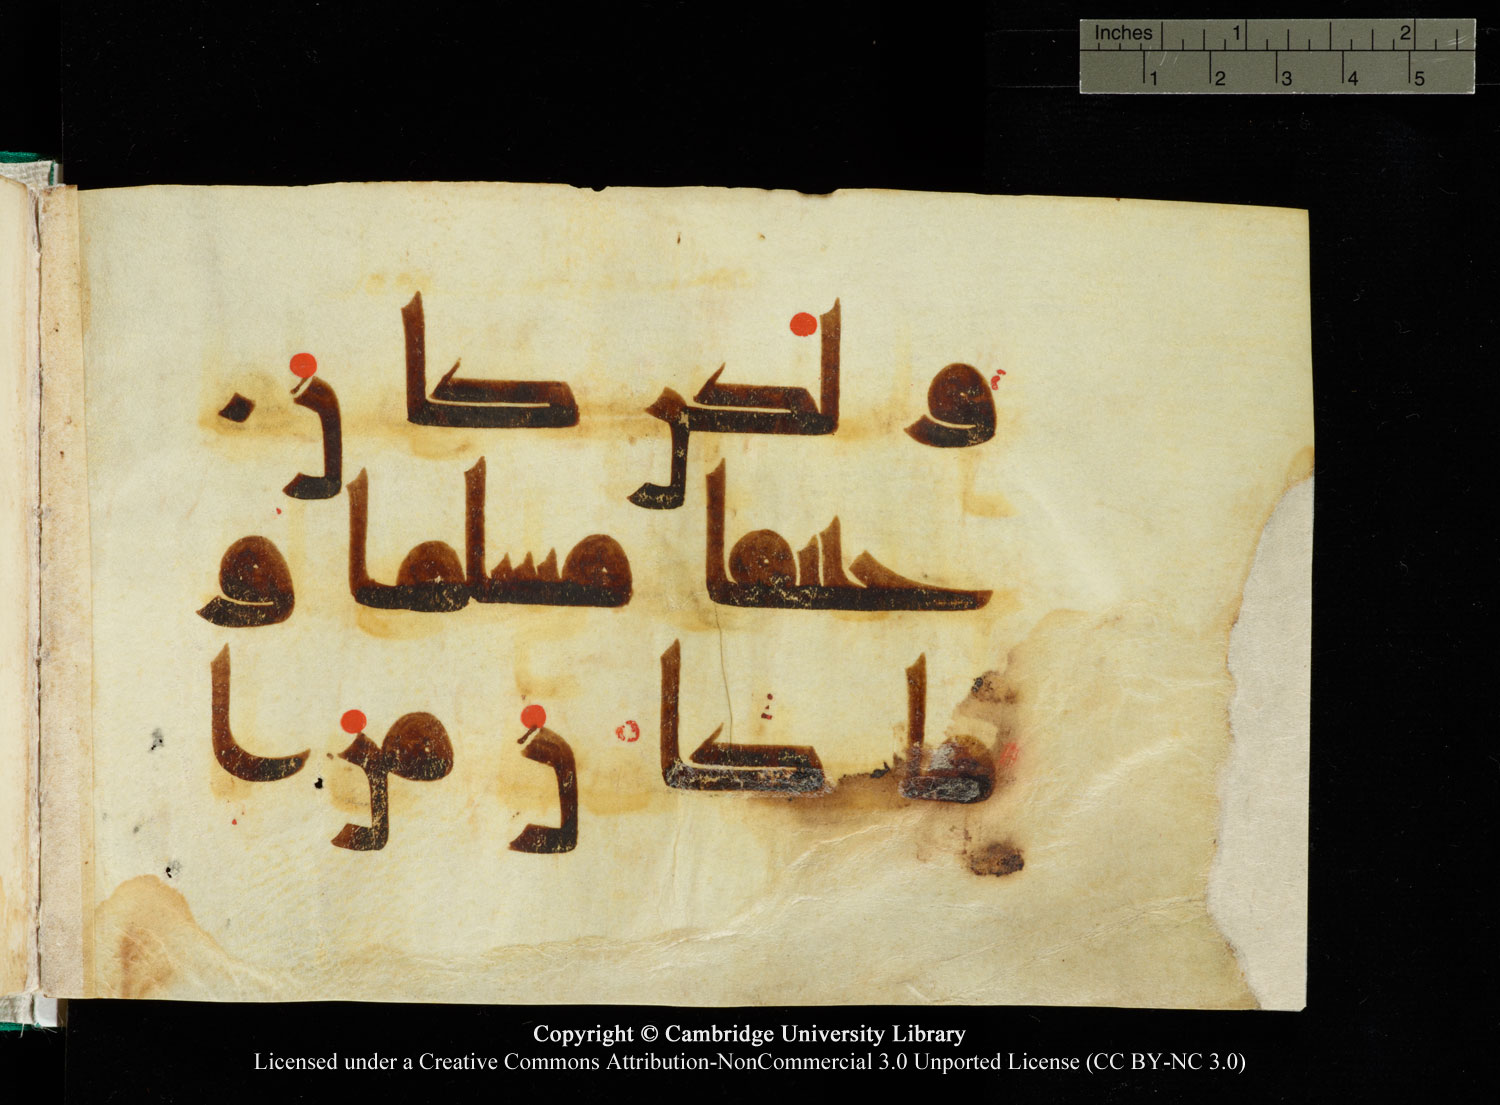 Inches 1 2
1 2 3 4 5
ولكن كان
حنيفا مسلما و
ما كان من ا
Copyright © Cambridge University Library
Licensed under a Creative Commons Attribution-NonCommercial 3.0 Unported License (CC BY-NC 3.0)